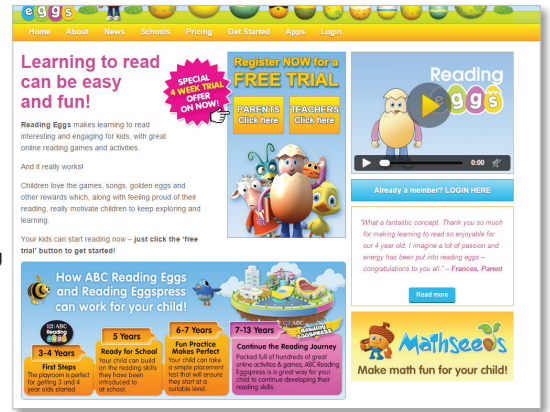 eggs
Home About News Schools Pricing Get Started Apps Login
Learning to read
can be easy
and fun!
SPECIAL
4 WEEK TRIAL
OFFER
ON NOW!
Reading Eggs makes learning to read
interesting and engaging for kids, with great
online reading games and activities.
And it really works!
Children love the games, songs, golden eggs and
other rewards which, along with feeling proud of their
reading, really motivate children to keep exploring and
learning.
Your kids can start reading now – just click the 'free
trial' button to get started!
Register NOW for a
FREE TRIAL
PARENTS
Click here
TEACHERS
Click here
Reading
eggs
0:00
Already a member? LOGIN HERE
"What a fantastic concept. Thank you so much
for making learning to read so enjoyable for
our 4 year old. I imagine a lot of passion and
energy has been put into reading eggs –
congratulations to you all." – Frances, Parent
Read more
How ABC Reading Eggs
and Reading Eggspress
can work for your child!
ABC
Reading
eggs
3-4 Years
First Steps
The playroom is perfect
for getting 3 and 4
year olds started.
5 Years
Ready for School
Your child can build
on the reading skills
they have been
introduced to
at school.
6-7 Years
Fun Practice
Makes Perfect
Your child can take
a simple placement
test that will ensure
they start at a
suitable level.
7-13 Years
ABC
Reading
EGGSPRESS
Continue the Reading Journey
Packed full of hundreds of great
online activities & games, ABC Reading
Eggspress is a great way for your
child to continue developing their
reading skills.
Mathseeds
Make math fun for your child!